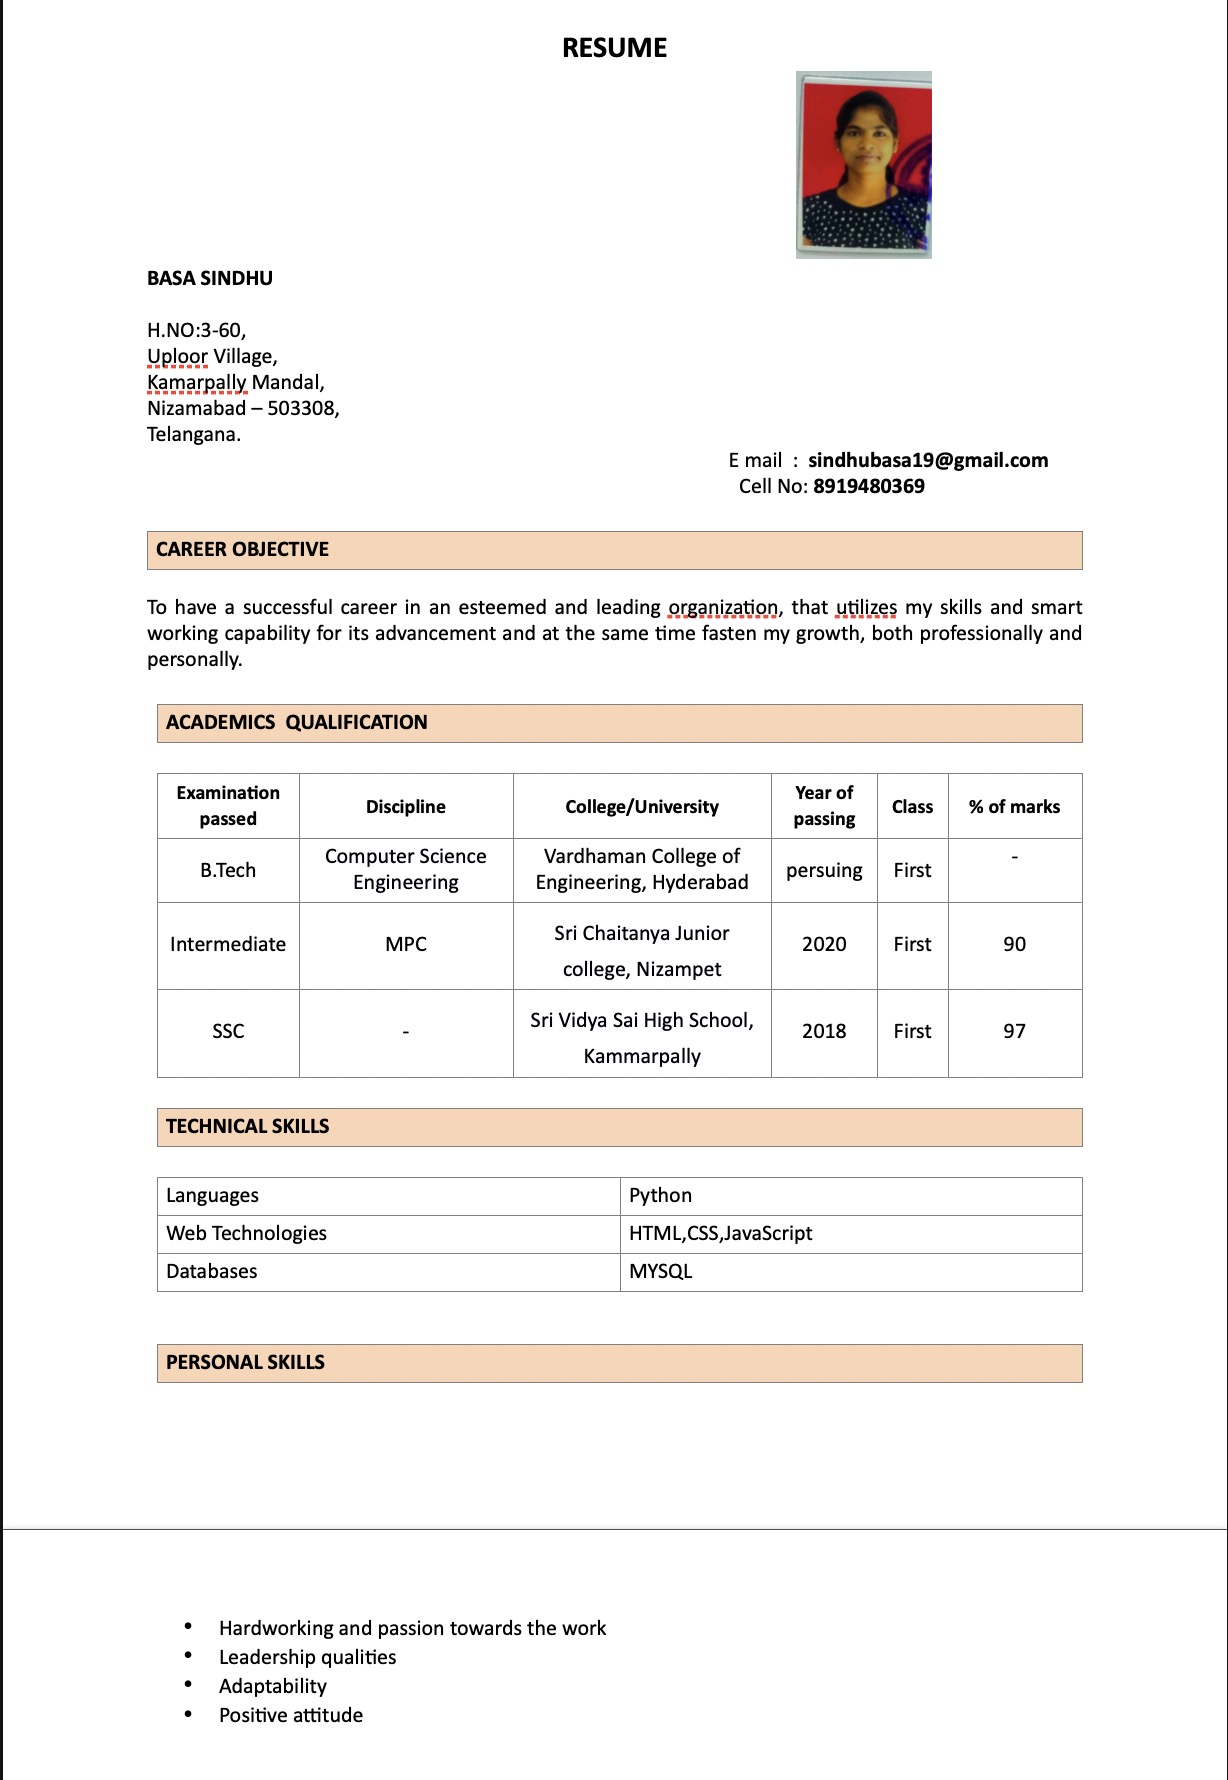 RESUME
BASA SINDHU
H.NO:3-60,
Uploor Village,
Kamarpally Mandal,
Nizamabad – 503308,
Telangana.
E mail : sindhubasa19@gmail.com
Cell No: 8919480369
CAREER OBJECTIVE
To have a successful career in an esteemed and leading organization, that utilizes my skills and smart
working capability for its advancement and at the same time fasten my growth, both professionally and
personally.
ACADEMICS QUALIFICATION
Examination passed Discipline College/University Year of passing Class % of marks
B.Tech Computer Science Engineering Vardhaman College of Engineering, Hyderabad persuing First -
Intermediate MPC Sri Chaitanya Junior college, Nizampet 2020 First 90
SSC - Sri Vidya Sai High School, Kammarpally 2018 First 97
TECHNICAL SKILLS
Languages Python
Web Technologies HTML,CSS,JavaScript
Databases MYSQL
PERSONAL SKILLS
• Hardworking and passion towards the work
• Leadership qualities
• Adaptability
• Positive attitude